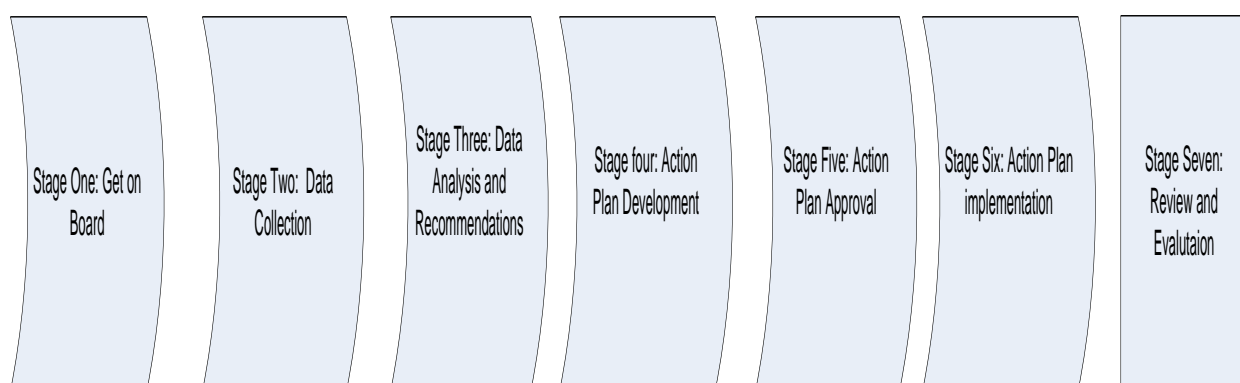 Stage One: Get on
Board
Stage Two: Data
Collection
Stage Three: Data
Analysis and
Recommendations
Stage four: Action
Plan Development
Stage Five: Action
Plan Approval
Stage Six: Action Plan
implementation
Stage Seven:
Review and
Evalutaion